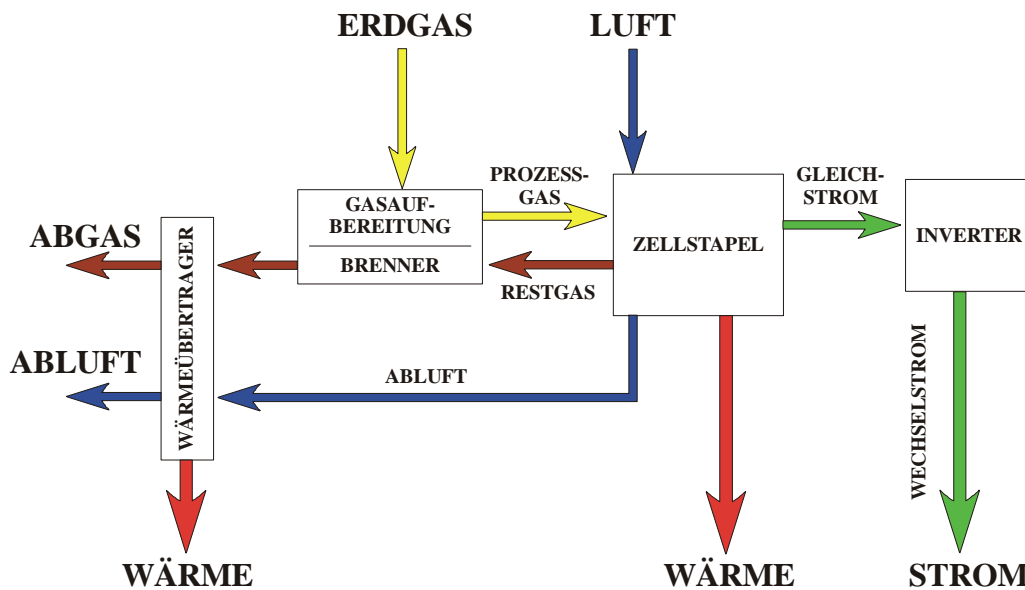 ERDGAS
LUFT
PROZESS-
GAS
GLEICH-
STROM
GASAUF-
BEREITUNG
BRENNER
ZELLSTAPEL
INVERTER
ABGAS
RESTGAS
WÄRMEÜBERTRAGER
ABLUFT
ABLUFT
WECHSELSTROM
WÄRME
WÄRME
STROM